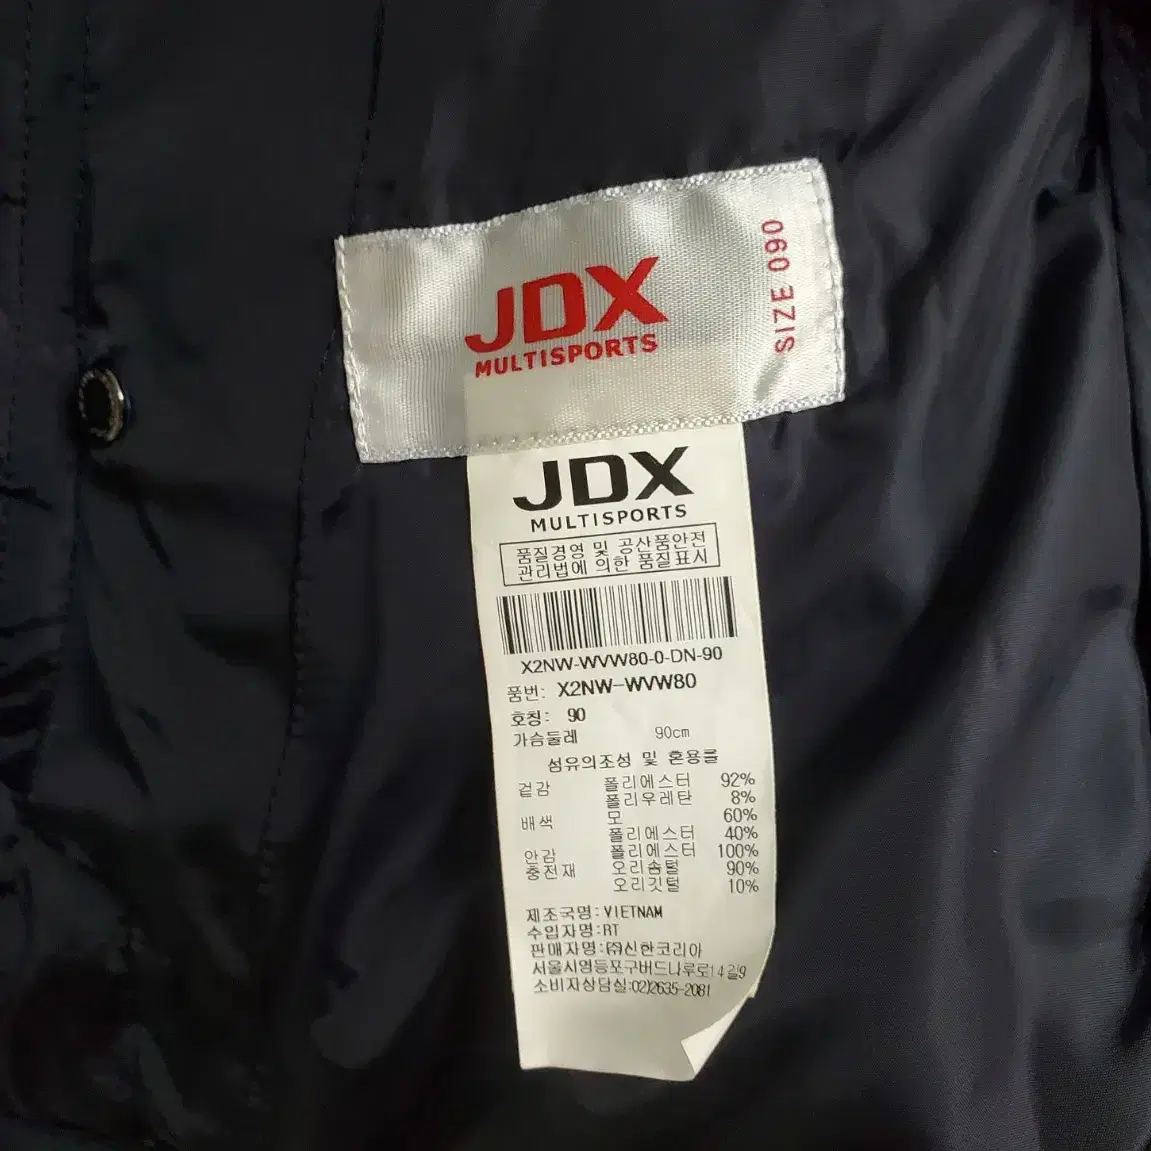 JDX
MULTISPORTS
SIZE 090
JDX
MULTISPORTS
품질경영 및 공산품안전
관리법에 의한 품질표시
X2NW-WVW80-0-DN-90
품번: X2NW-WVW80
호칭: 90
가슴둘레 90cm
섬유의조성 및 혼용률
겉감 폴리에스터 92%
폴리우레탄 8%
배색 모 60%
폴리에스터 40%
안감 폴리에스터 100%
충전재 오리솜털 90%
오리깃털 10%
제조국명:VIETNAM
수입자명:RT
판매자명:㈜신한코리아
서울시영등포구버드나루로14길9
소비자상담실:02)2635-2081